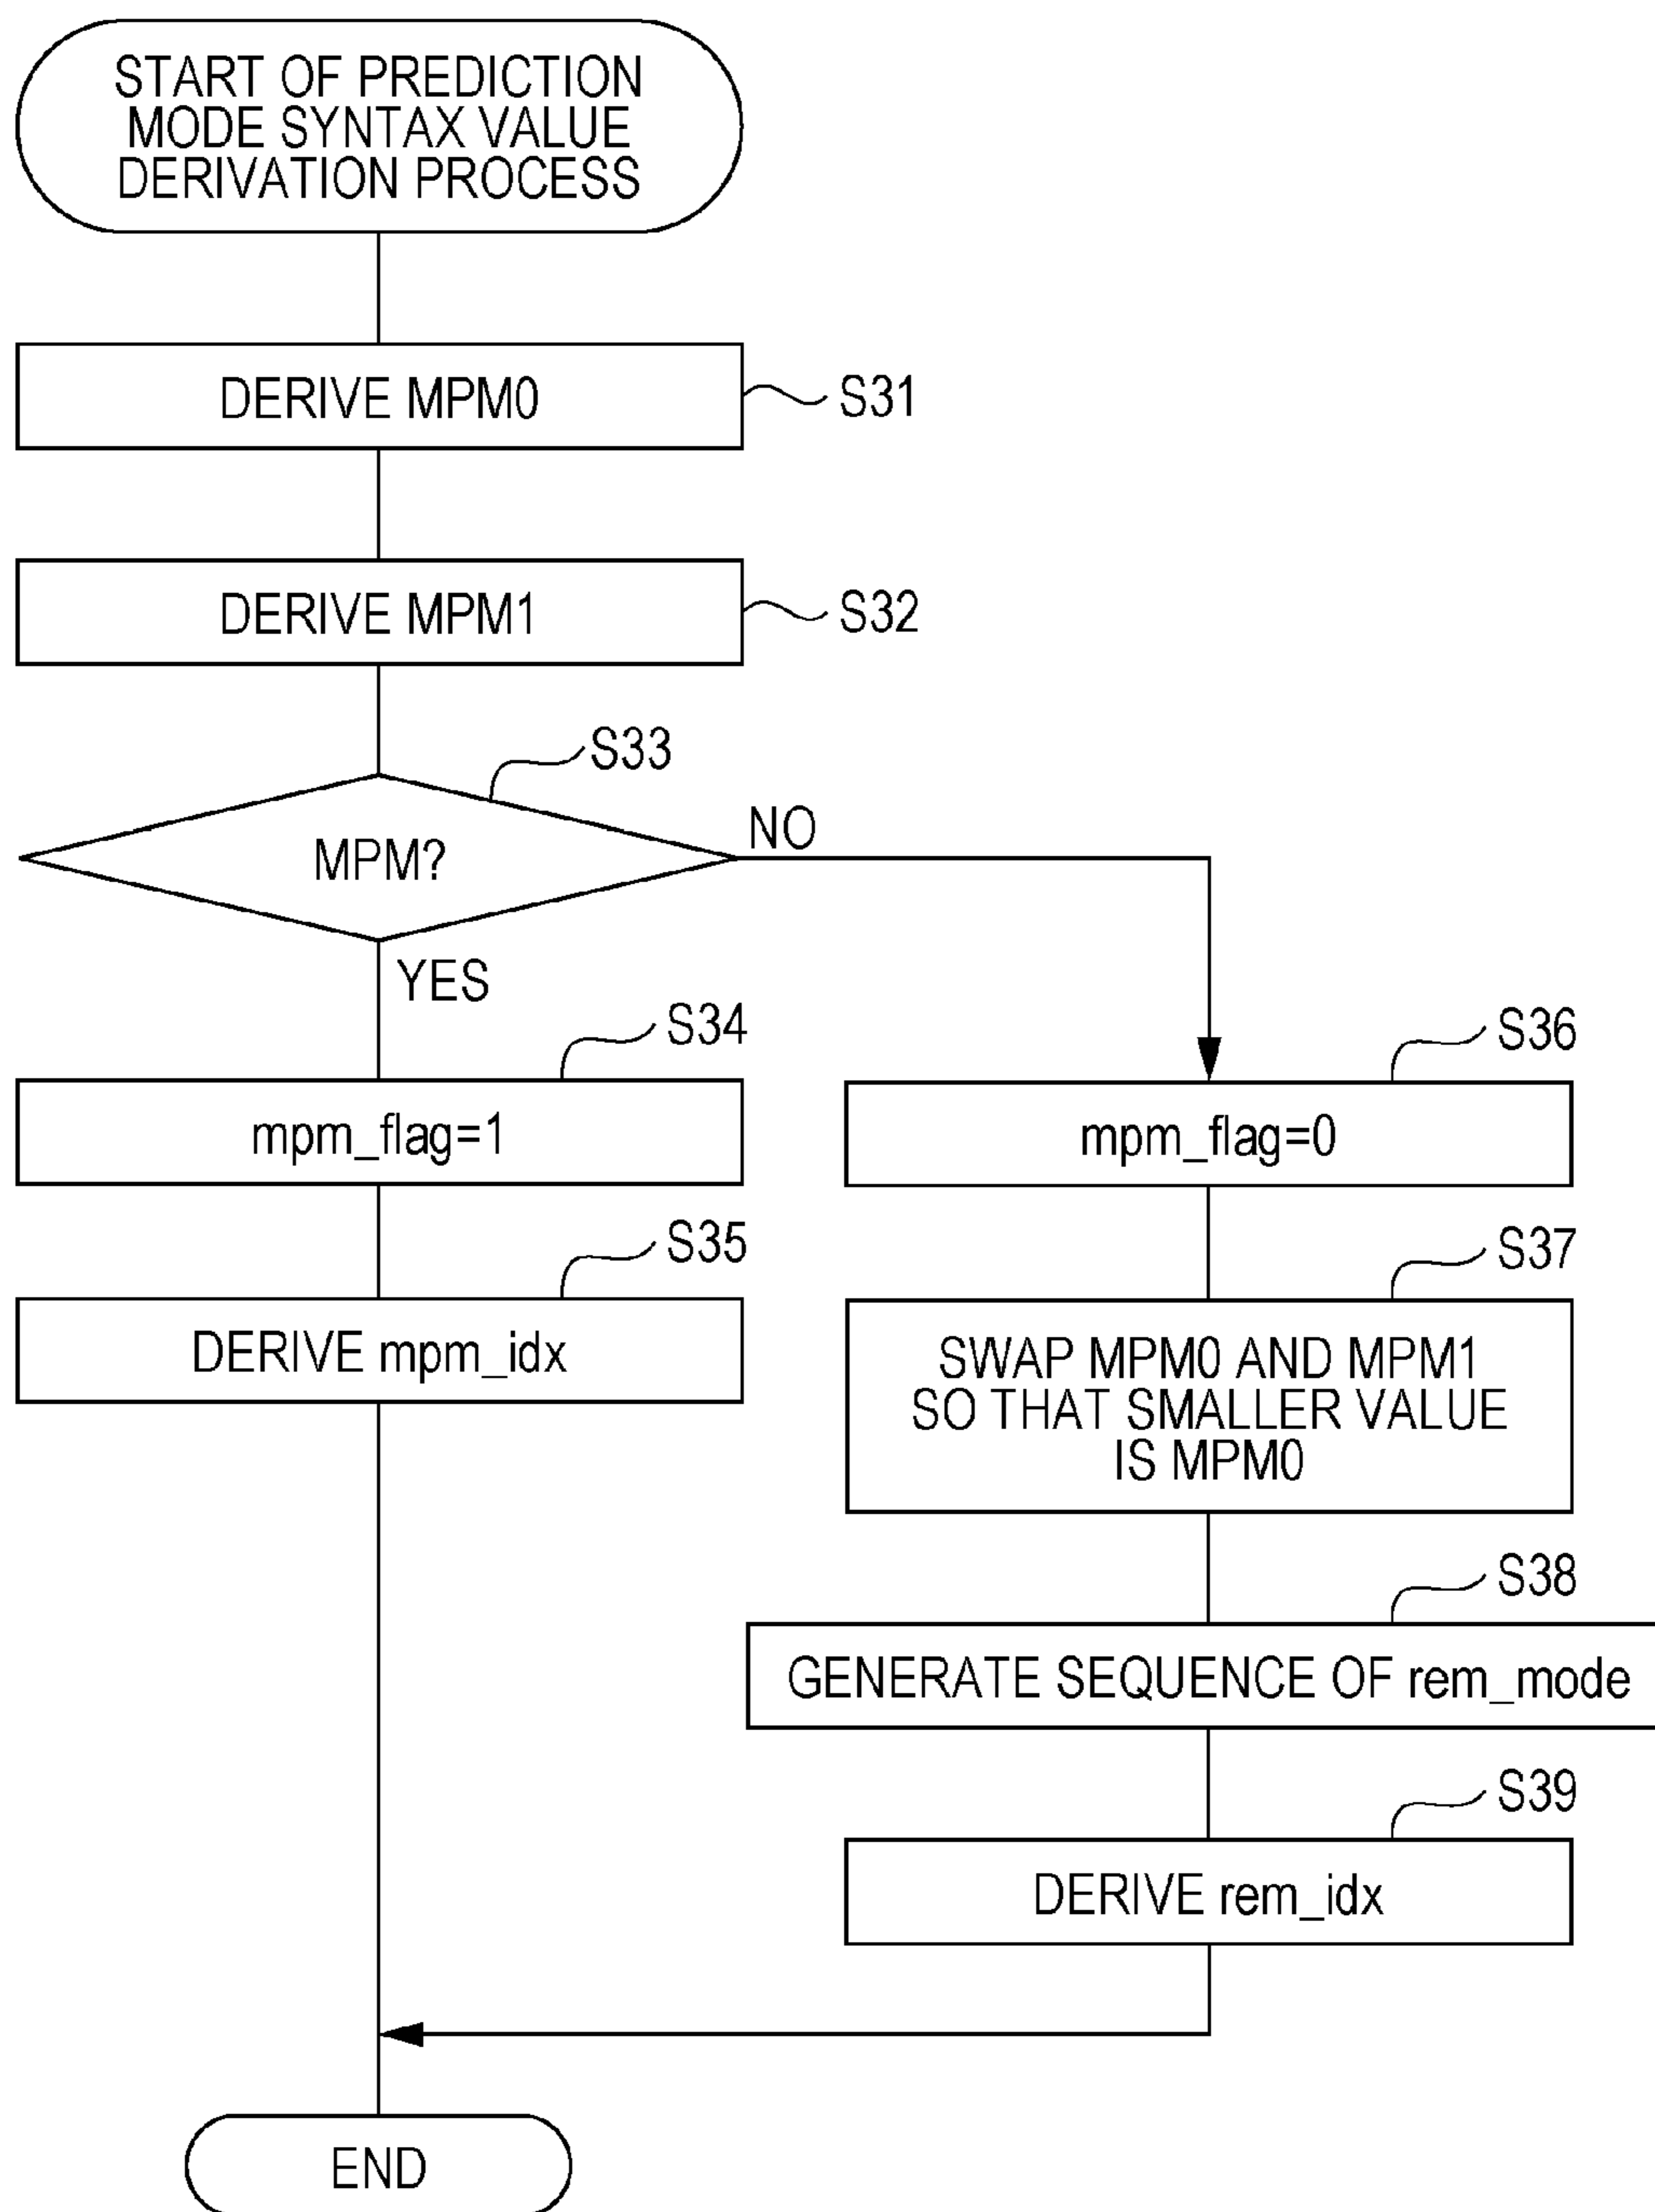 START OF PREDICTION
MODE SYNTAX VALUE
DERIVATION PROCESS
DERIVE MPM0
S31
DERIVE MPM1
S32
S33
MPM?
NO
YES
S34
mpm_flag=1
S35
DERIVE mpm_idx
S36
mpm_flag=0
S37
SWAP MPM0 AND MPM1
SO THAT SMALLER VALUE
IS MPM0
S38
GENERATE SEQUENCE OF rem_mode
S39
DERIVE rem_idx
END